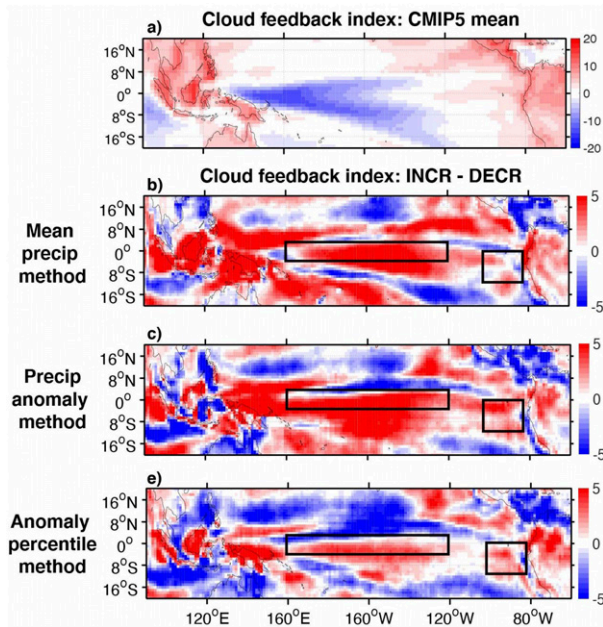 Cloud feedback index: CMIP5 mean
a)
16°N
8°N
0°
8°S
16°S
20
10
0
-10
-20
Cloud feedback index: INCR - DECR
b)
Mean
precip
method
16°N
8°N
0°
8°S
16°S
5
0
-5
c)
Precip
anomaly
method
16°N
8°N
0°
8°S
16°S
5
0
-5
e)
Anomaly
percentile
method
16°N
8°N
0°
8°S
16°S
5
0
-5
120°E 160°E 160°W 120°W 80°W